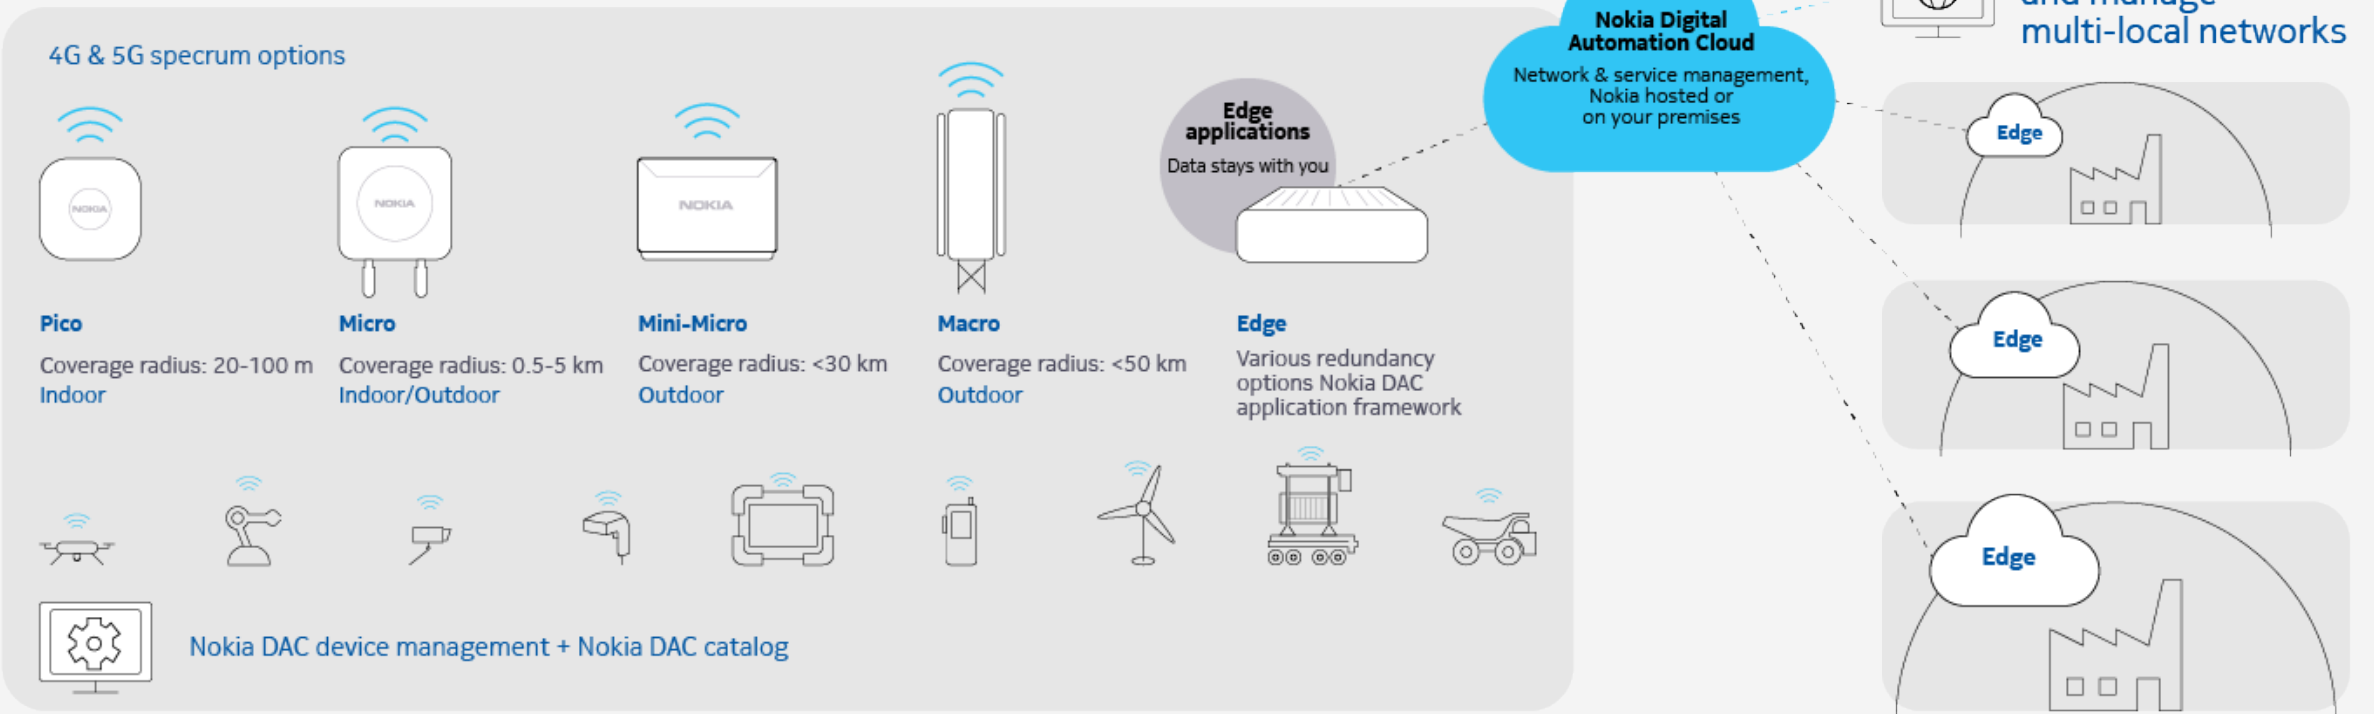 4G & 5G specrum options
NOKIA
NOKIA
NOKIA
Pico
Coverage radius: 20-100 m
Indoor
Micro
Coverage radius: 0.5-5 km
Indoor/Outdoor
Mini-Micro
Coverage radius: <30 km
Outdoor
Macro
Coverage radius: <50 km
Outdoor
Edge
applications
Data stays with you
Edge
Various redundancy
options Nokia DAC
application framework
Nokia DAC device management + Nokia DAC catalog
Nokia Digital
Automation Cloud
Network & service management,
Nokia hosted or
on your premises
and manage
multi-local networks
Edge
Edge
Edge